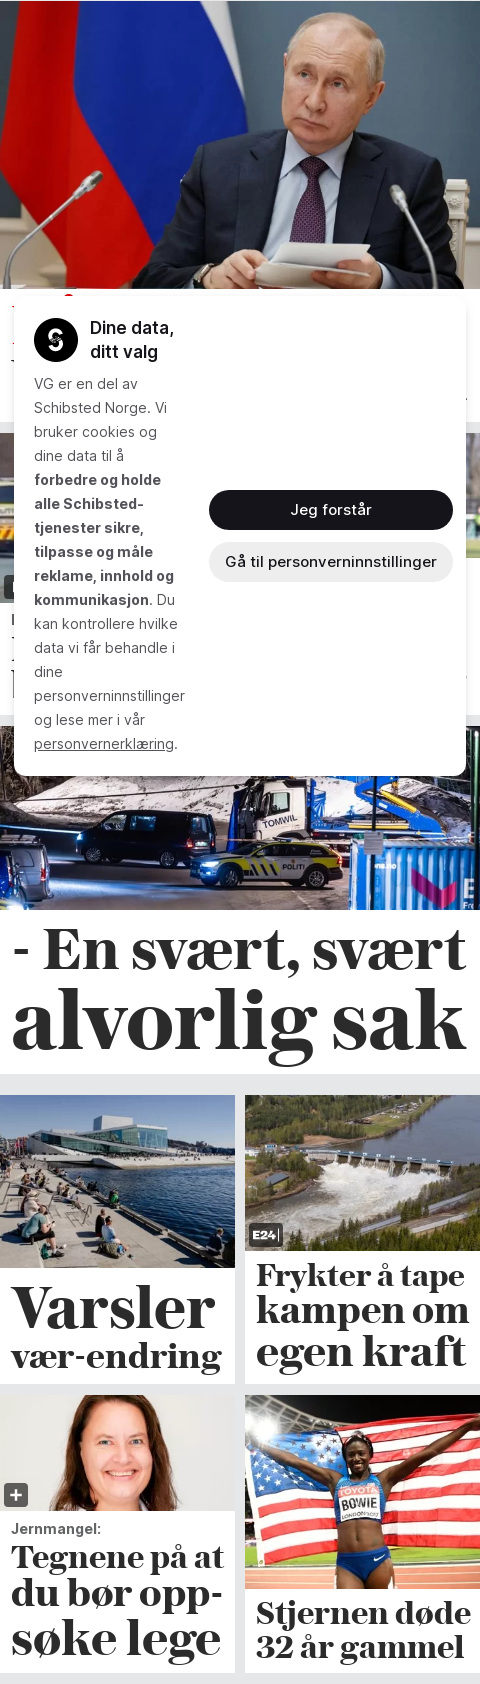 Dine data,
ditt valg
VG er en del av
Schibsted Norge. Vi
bruker cookies og
dine data til å
forbedre og holde
alle Schibsted-
tjenester sikre,
tilpasse og måle
reklame, innhold og
kommunikasjon. Du
kan kontrollere hvilke
data vi får behandle i
dine
personverninnstillinger
og lese mer i vår
personvernerklæring.
Jeg forstår
Gå til personverninnstillinger
TOMWIL
POLITI
- En svært, svært
alvorlig sak
Varsler
vær-endring
E24
Frykter å tape
kampen om
egen kraft
Jernmangel:
Tegnene på at
du bør opp-
søke lege
TOYOTA
BOWIE
LONDON 2017
Stjernen døde
32 år gammel